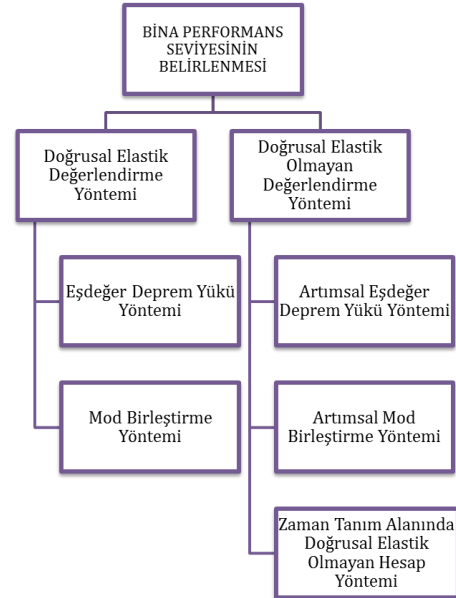 BİNA PERFORMANS
SEVİYESİNİN
BELİRLENMESİ
Doğrusal Elastik
Değerlendirme
Yöntemi
Eşdeğer Deprem Yükü
Yöntemi
Mod Birleştirme
Yöntemi
Doğrusal Elastik
Olmayan
Değerlendirme
Yöntemi
Artımsal Eşdeğer
Deprem Yükü Yöntemi
Artımsal Mod
Birleştirme Yöntemi
Zaman Tanım Alanında
Doğrusal Elastik
Olmayan Hesap
Yöntemi